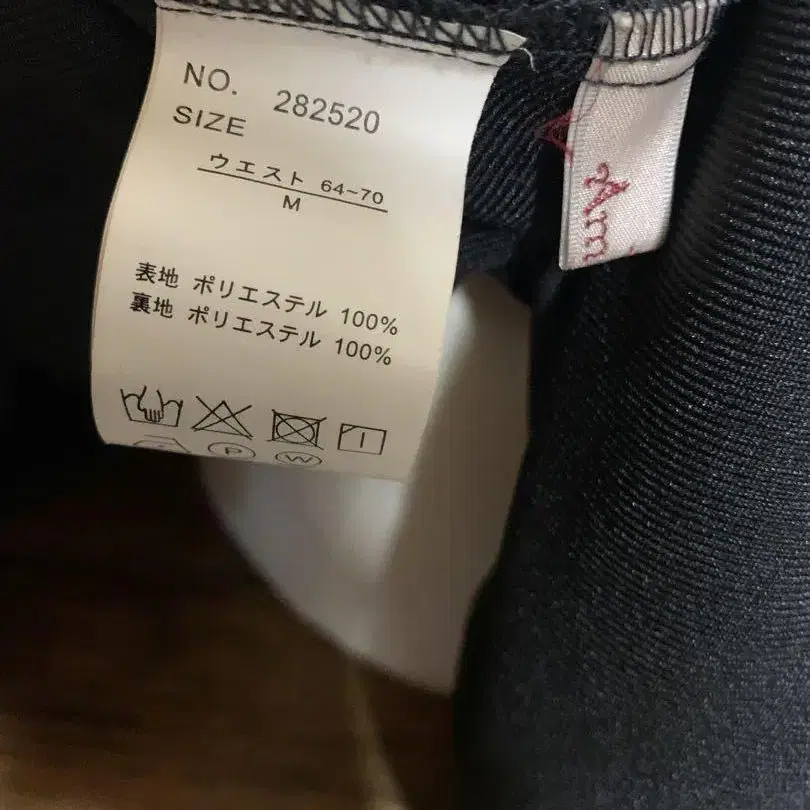 NO. 282520
SIZE
ウエスト 64-70
M
表地 ポリエステル 100%
裏地 ポリエステル 100%
P
W